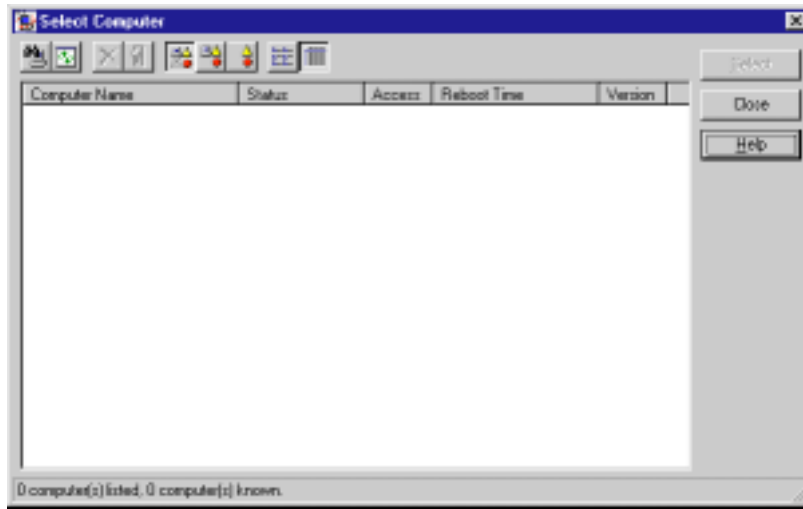 Select Computer
Select
Computer Name Status Access Reboot Time Version
Close
Help
0 computer(s) listed, 0 computer(s) known.